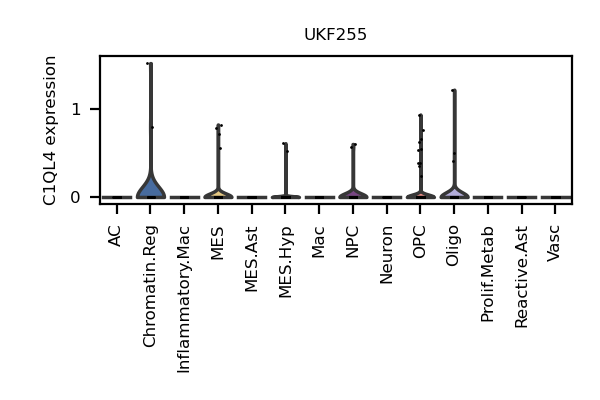 UKF255
C1QL4 expression
1
0
AC
Chromatin.Reg
Inflammatory.Mac
MES
MES.Ast
MES.Hyp
Mac
NPC
Neuron
OPC
Oligo
Prolif.Metab
Reactive.Ast
Vasc